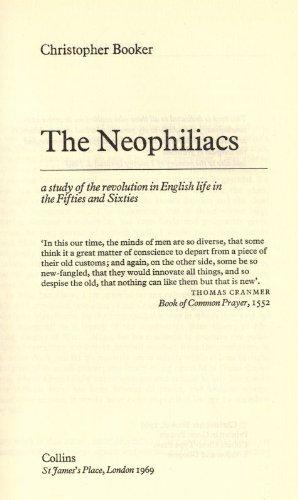 Christopher Booker
The Neophiliacs
a study of the revolution in English life in
the Fifties and Sixties
'In this our time, the minds of men are so diverse, that some
think it a great matter of conscience to depart from a piece of
their old customs; and again, on the other side, some be so
new-fangled, that they would innovate all things, and so
despise the old, that nothing can like them but that is new'.
THOMAS CRANMER
Book of Common Prayer, 1552
Collins
St James's Place, London 1969